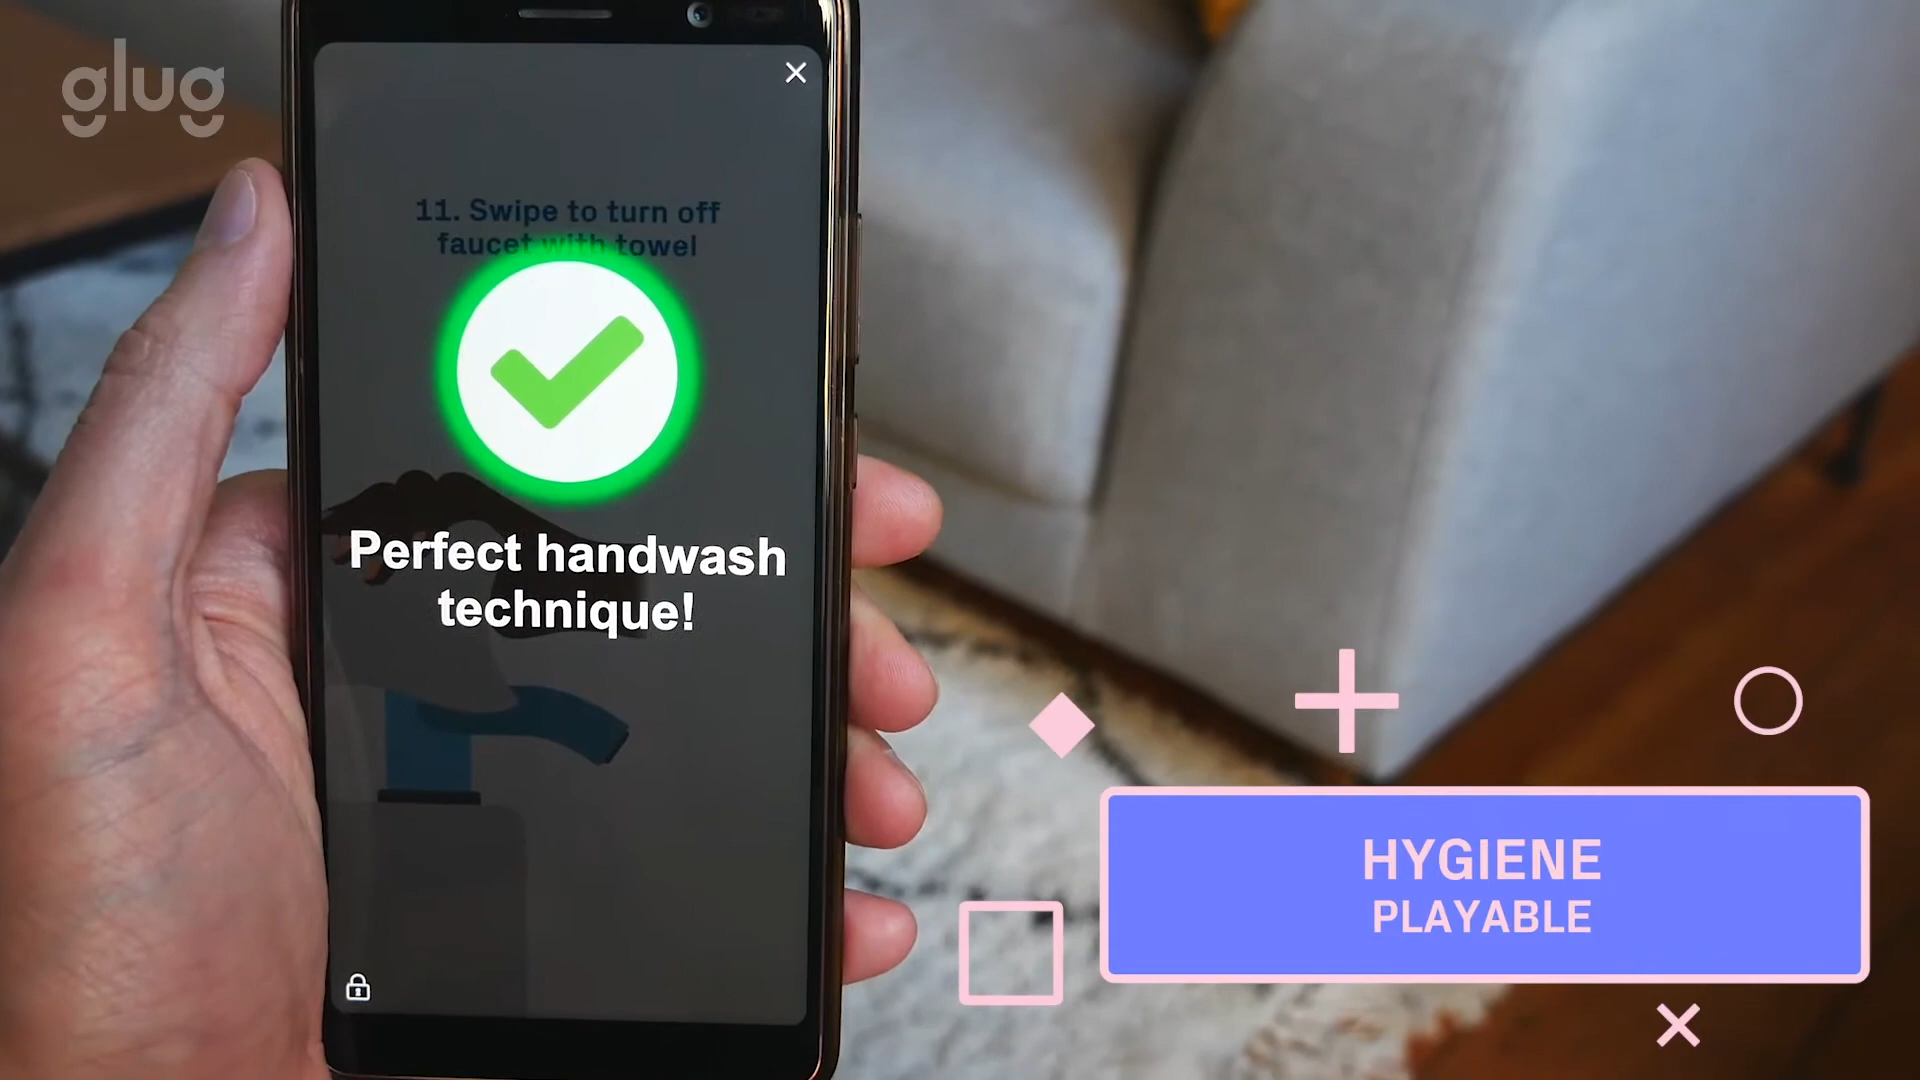 glug
11. Swipe to turn off
faucet with towel
Perfect handwash
technique!
HYGIENE
PLAYABLE